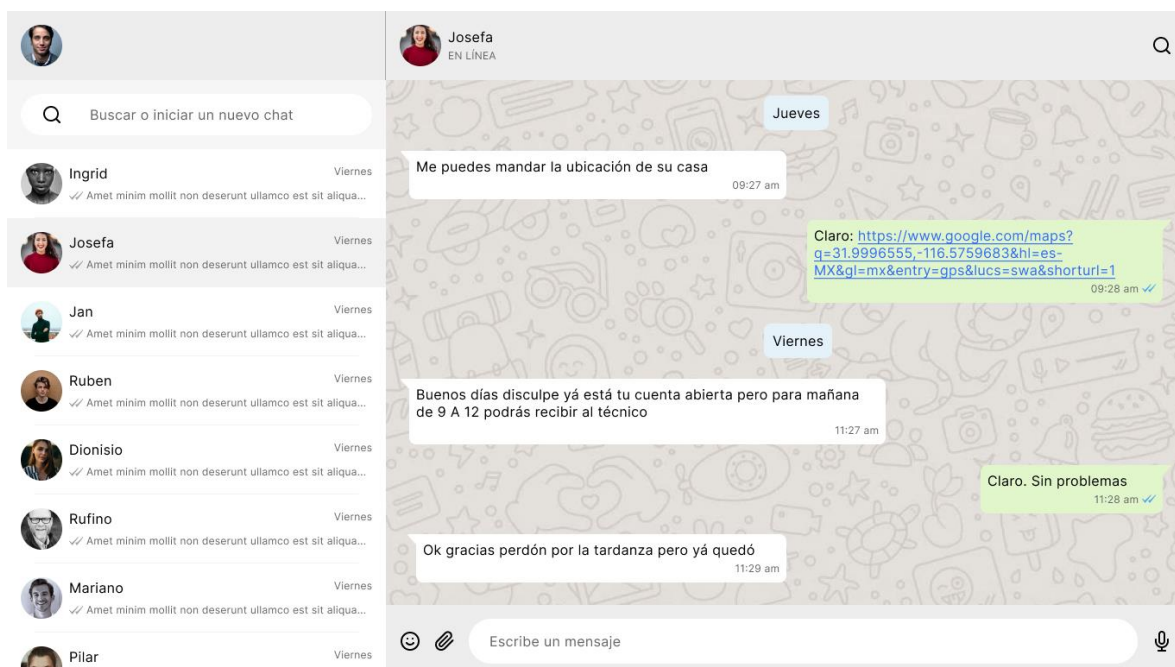 Buscar o iniciar un nuevo chat
Ingrid
Viernes
Amet minim mollit non deserunt ullamco est sit aliqua...
Josefa
Viernes
Amet minim mollit non deserunt ullamco est sit aliqua...
Jan
Viernes
Amet minim mollit non deserunt ullamco est sit aliqua...
Ruben
Viernes
Amet minim mollit non deserunt ullamco est sit aliqua...
Dionisio
Viernes
Amet minim mollit non deserunt ullamco est sit aliqua...
Rufino
Viernes
Amet minim mollit non deserunt ullamco est sit aliqua...
Mariano
Viernes
Amet minim mollit non deserunt ullamco est sit aliqua...
Pilar
Viernes
Josefa
EN LÍNEA
Jueves
Me puedes mandar la ubicación de su casa
09:27 am
Claro: https://www.google.com/maps?
q=31.9996555,-116.5759683&hl=es-
MX&gl=mx&entry=gps&lucs=swa&shorturl=1
09:28 am
Viernes
Buenos días disculpe yá está tu cuenta abierta pero para mañana
de 9 A 12 podrás recibir al técnico
11:27 am
Claro. Sin problemas
11:28 am
Ok gracias perdón por la tardanza pero yá quedó
11:29 am
Escribe un mensaje